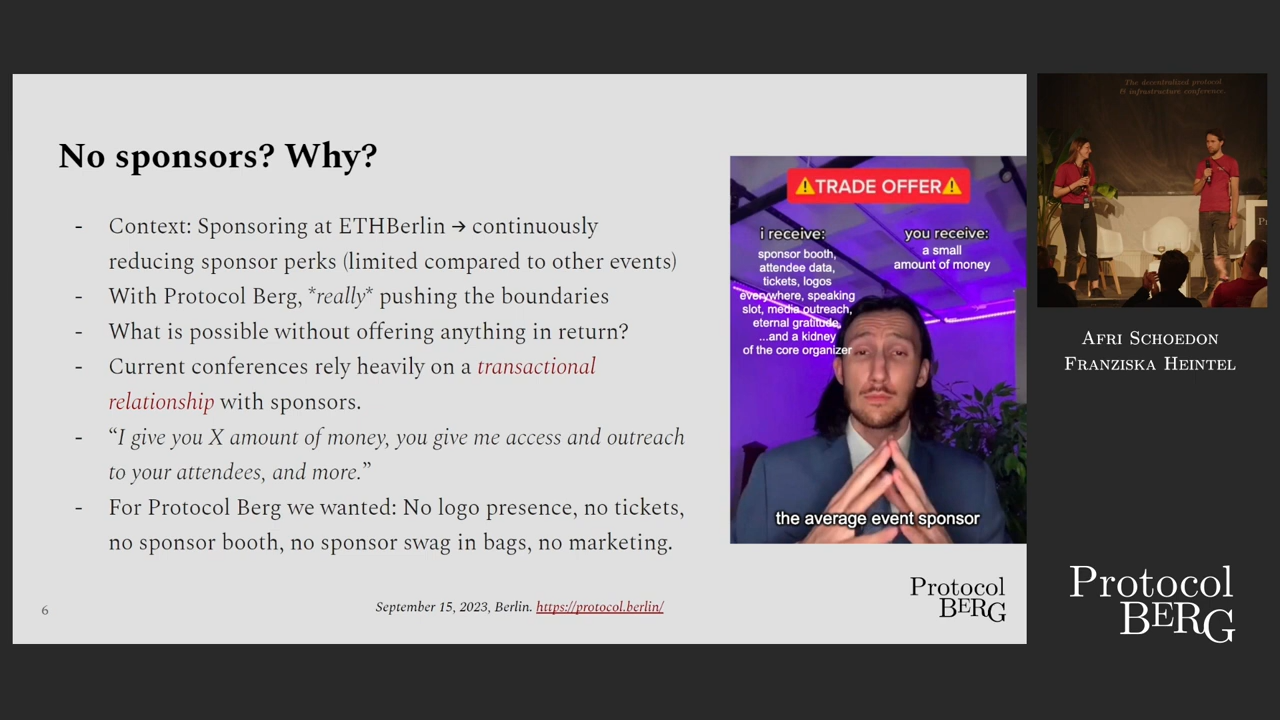 No sponsors? Why?
- Context: Sponsoring at ETHBerlin → continuously
reducing sponsor perks (limited compared to other events)
- With Protocol Berg, *really* pushing the boundaries
- What is possible without offering anything in return?
- Current conferences rely heavily on a transactional
relationship with sponsors.
- “I give you X amount of money, you give me access and outreach
to your attendees, and more.”
- For Protocol Berg we wanted: No logo presence, no tickets,
no sponsor booth, no sponsor swag in bags, no marketing.
⚠TRADE OFFER⚠
i receive:
sponsor booth,
attendee data,
tickets, logos
everywhere, speaking
slot, media outreach,
eternal gratitude,
...and a kidney
of the core organizer
you receive:
a small
amount of money
the average event sponsor
6
September 15, 2023, Berlin. https://protocol.berlin/
Protocol
BERG
The decentralized protocol
& infrastructure conference.
AFRI SCHOEDON
FRANZISKA HEINTEL
Protocol
BERG